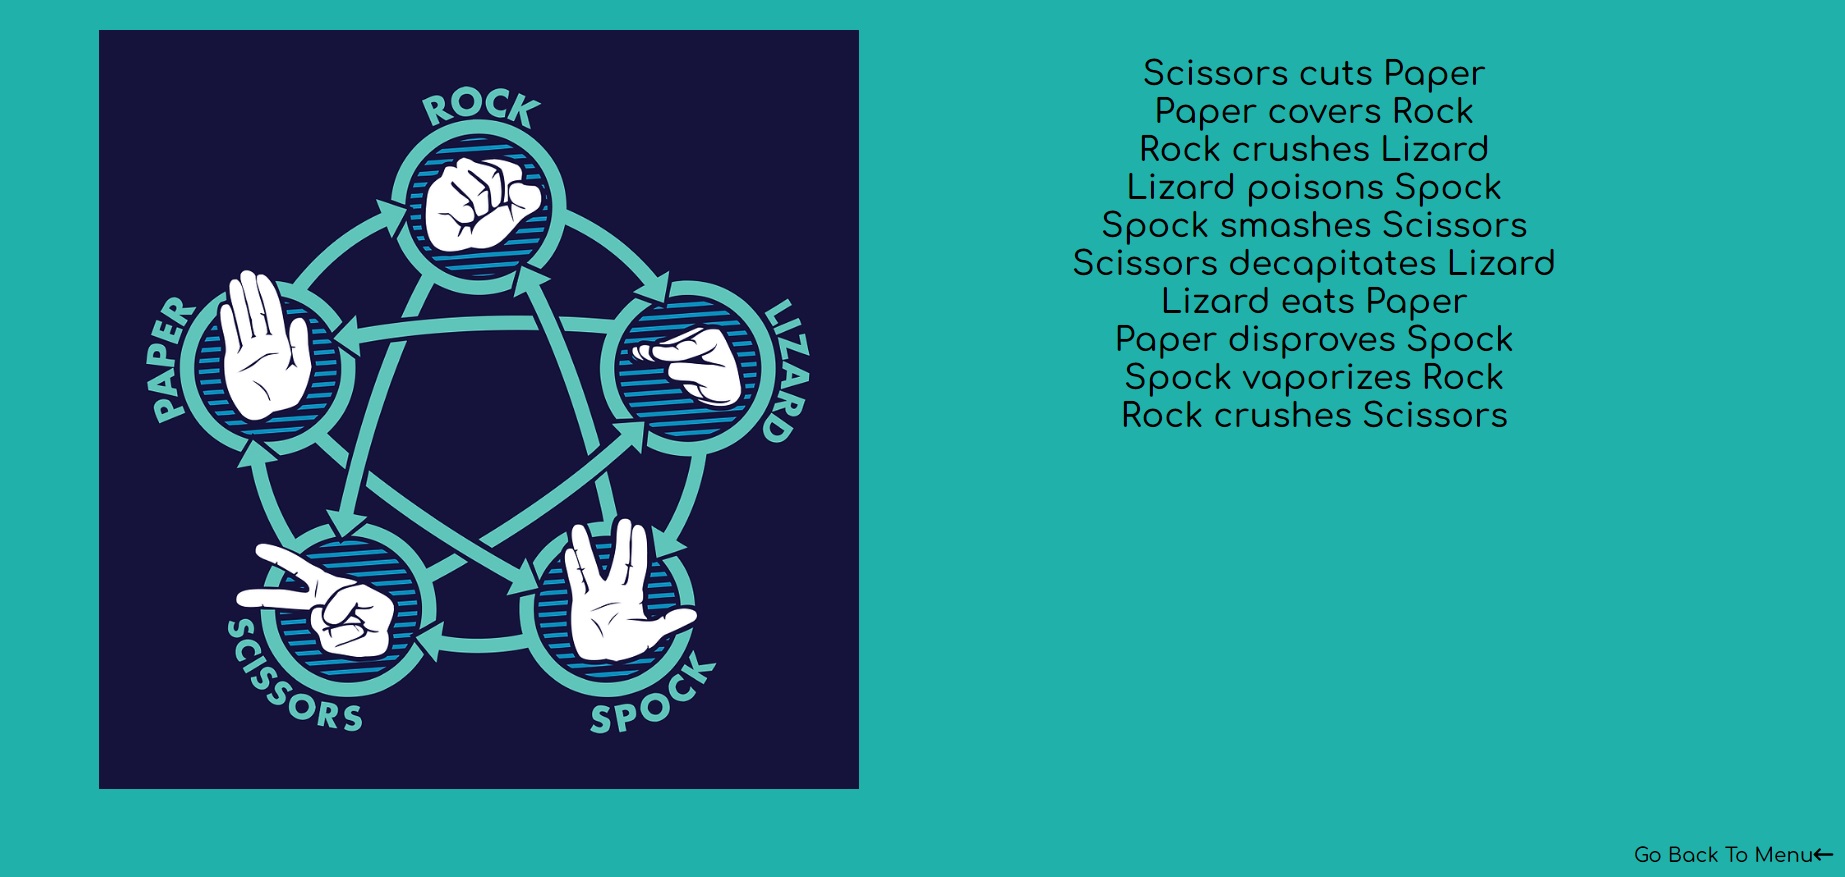 ROCK
PAPER
LIZARD
SCISSORS
SPOCK
Scissors cuts Paper
Paper covers Rock
Rock crushes Lizard
Lizard poisons Spock
Spock smashes Scissors
Scissors decapitates Lizard
Lizard eats Paper
Paper disproves Spock
Spock vaporizes Rock
Rock crushes Scissors
Go Back To Menu←